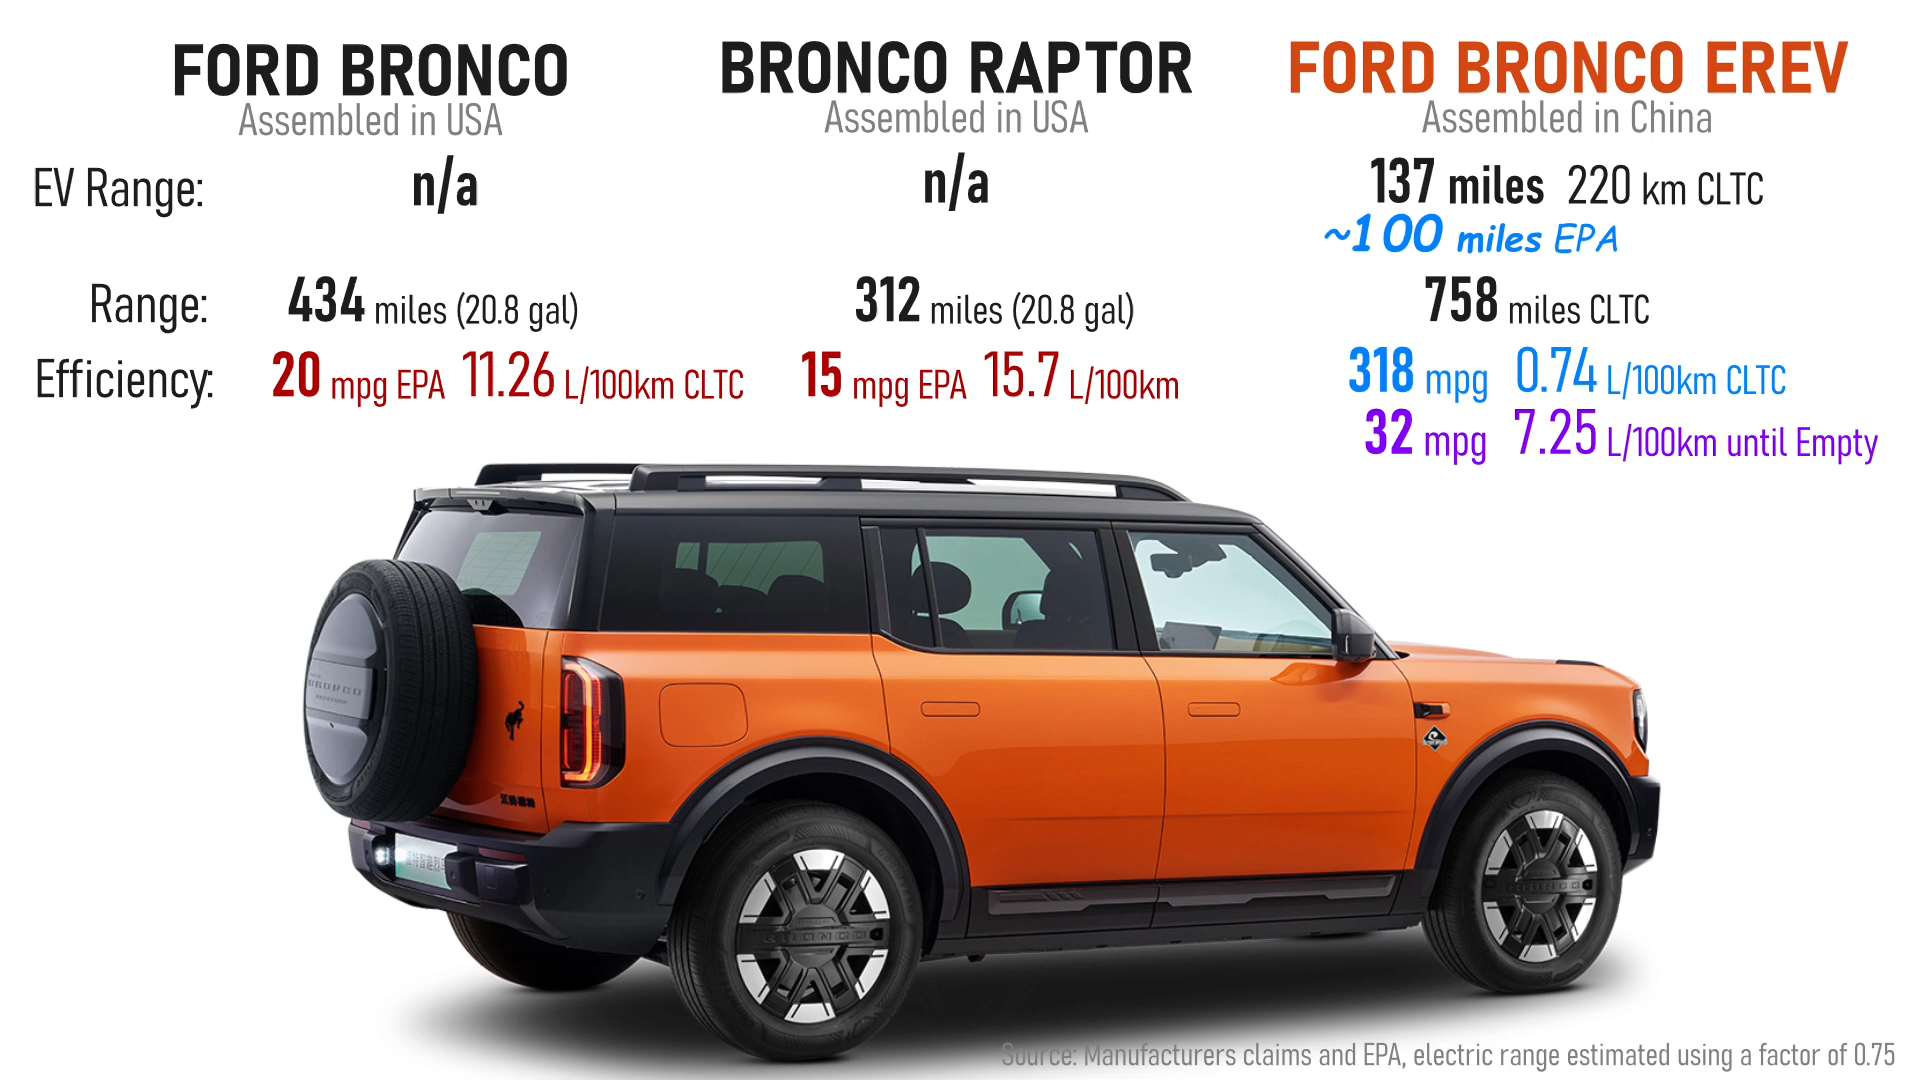 FORD BRONCO
Assembled in USA
BRONCO RAPTOR
Assembled in USA
FORD BRONCO EREV
Assembled in China
EV Range:
n/a
n/a
137 miles 220 km CLTC
~100 miles EPA
Range:
434 miles (20.8 gal)
312 miles (20.8 gal)
758 miles CLTC
Efficiency:
20 mpg EPA 11.26 L/100km CLTC
15 mpg EPA 15.7 L/100km
318 mpg 0.74 L/100km CLTC
32 mpg 7.25 L/100km until Empty
BRONCO
BRONCO
Source: Manufacturers claims and EPA, electric range estimated using a factor of 0.75